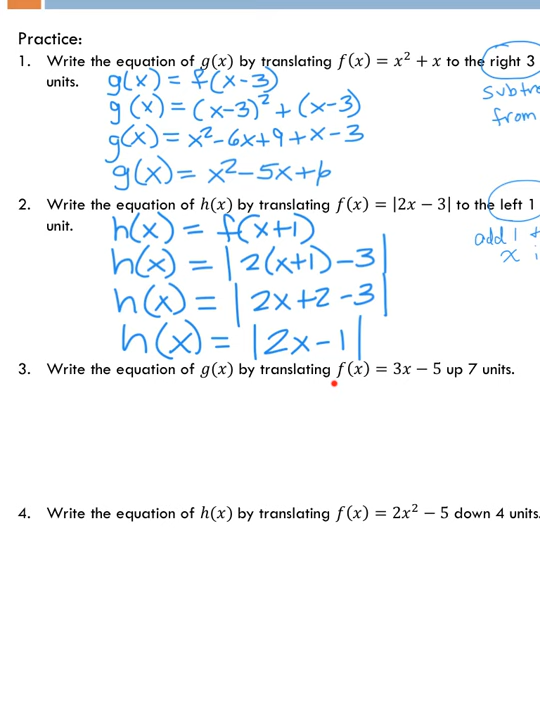 Practice:
1. Write the equation of g(x) by translating f(x) = x² + x to the right 3
units.
g(x) = f(x-3)
g(x) = (x-3)² + (x-3)
g(x) = x²-6x+9+x-3
g(x) = x²-5x+6
subtr
from
2. Write the equation of h(x) by translating f(x) = |2x − 3| to the left 1
unit.
h(x) = f(x+1)
h(x) = |2(x+1)-3|
h(x) = |2x+2-3|
h(x) = |2x-1|
add 1 t
x i
3. Write the equation of g(x) by translating f(x) = 3x − 5 up 7 units.
4. Write the equation of h(x) by translating f(x) = 2x² − 5 down 4 units.